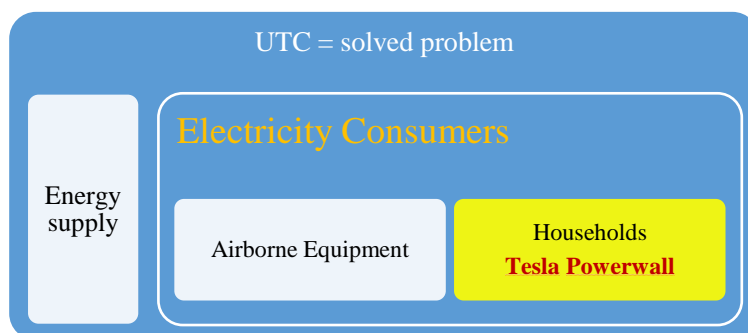 UTC = solved problem
Electricity Consumers
Energy
supply
Airborne Equipment
Households
Tesla Powerwall